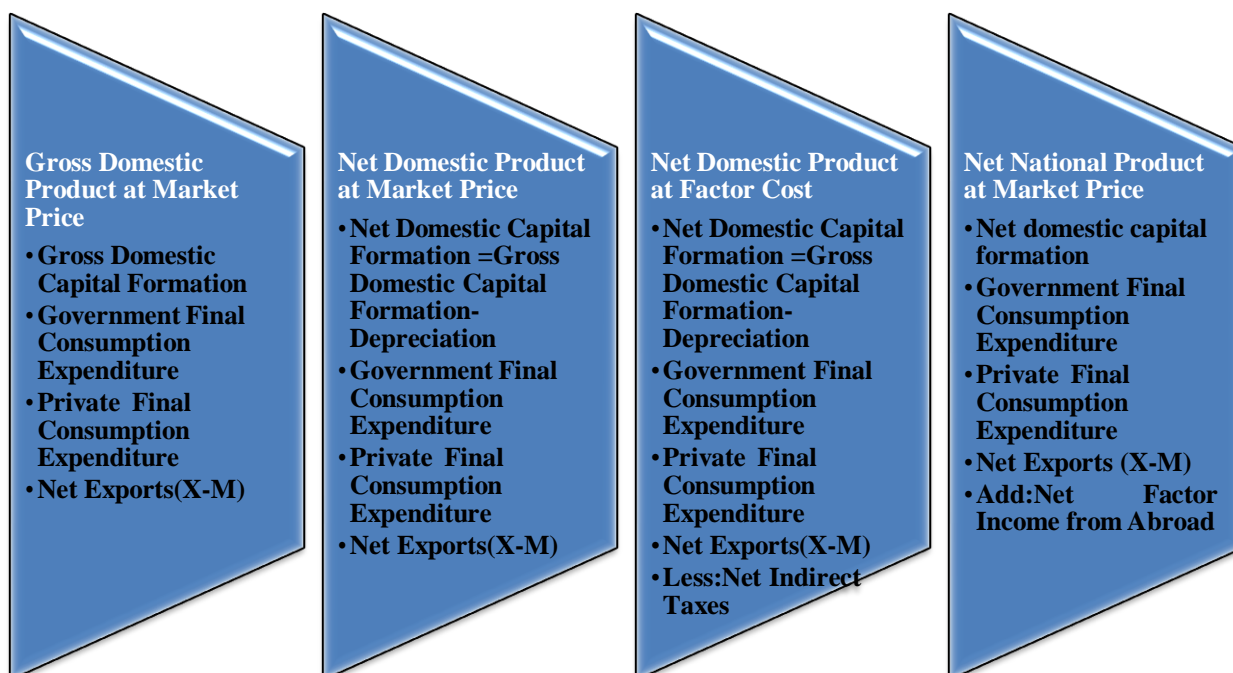 Gross Domestic
Product at Market
Price
•Gross Domestic
Capital Formation
•Government Final
Consumption
Expenditure
•Private Final
Consumption
Expenditure
•Net Exports(X-M)
Net Domestic Product
at Market Price
•Net Domestic Capital
Formation =Gross
Domestic Capital
Formation-
Depreciation
•Government Final
Consumption
Expenditure
•Private Final
Consumption
Expenditure
•Net Exports(X-M)
Net Domestic Product
at Factor Cost
•Net Domestic Capital
Formation =Gross
Domestic Capital
Formation-
Depreciation
•Government Final
Consumption
Expenditure
•Private Final
Consumption
Expenditure
•Net Exports(X-M)
•Less:Net Indirect
Taxes
Net National Product
at Market Price
•Net domestic capital
formation
•Government Final
Consumption
Expenditure
•Private Final
Consumption
Expenditure
•Net Exports (X-M)
•Add:Net Factor
Income from Abroad